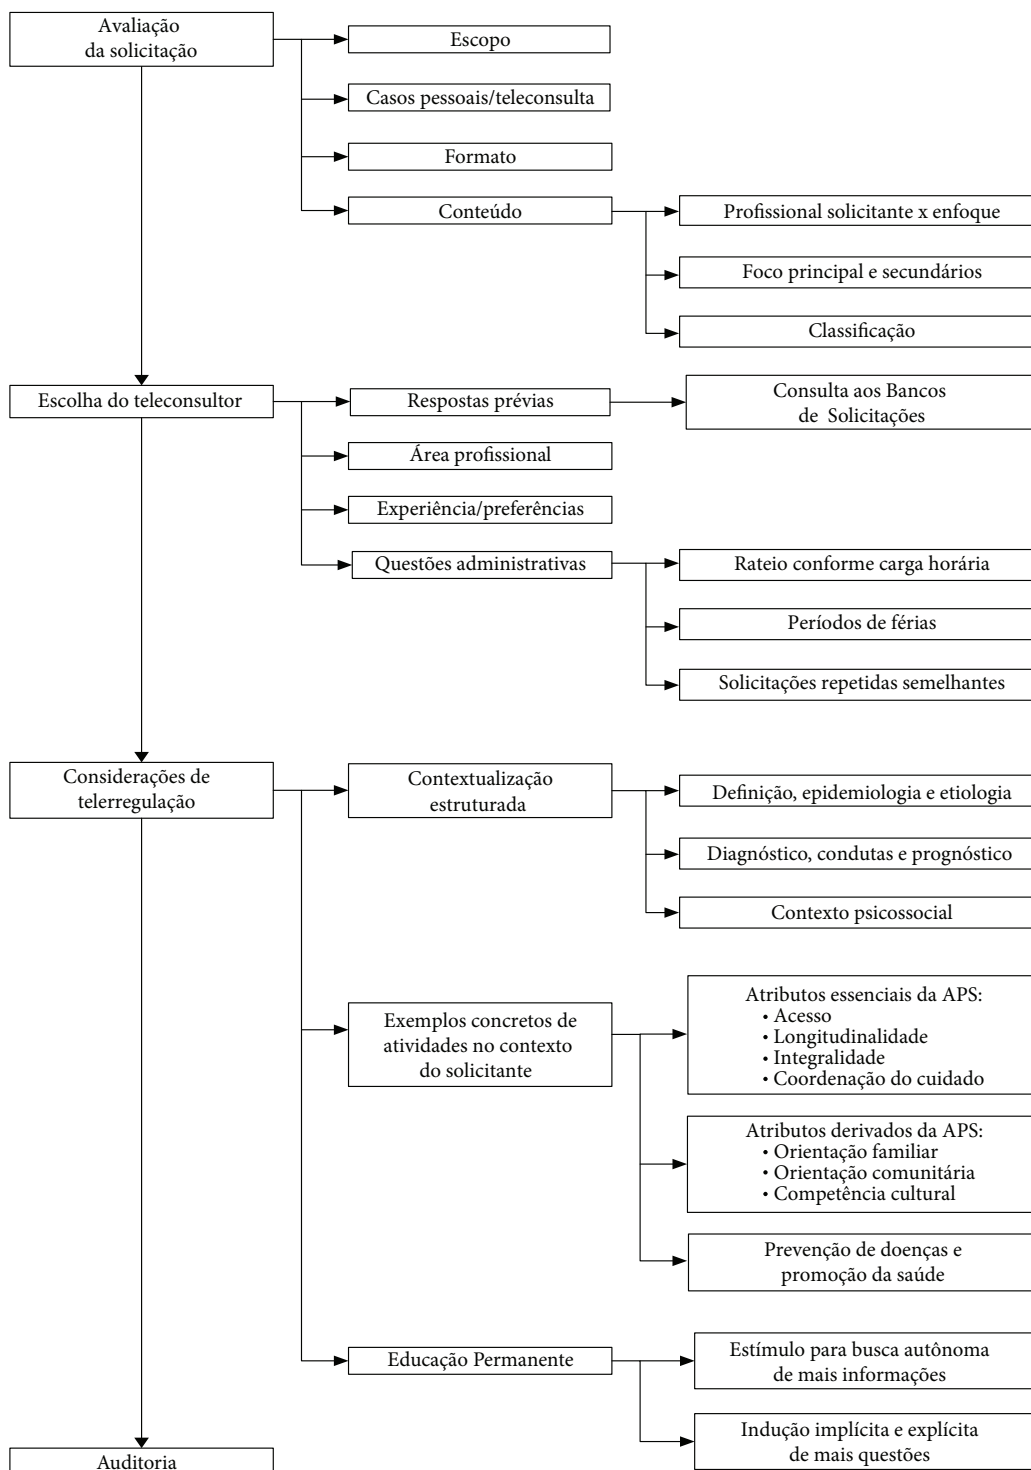 Avaliação
da solicitação
Escopo
Casos pessoais/teleconsulta
Formato
Conteúdo
Profissional solicitante x enfoque
Foco principal e secundários
Classificação
Escolha do teleconsultor
Respostas prévias
Consulta aos Bancos
de Solicitações
Área profissional
Experiência/preferências
Questões administrativas
Rateio conforme carga horária
Períodos de férias
Solicitações repetidas semelhantes
Considerações de
telerregulação
Contextualização
estruturada
Definição, epidemiologia e etiologia
Diagnóstico, condutas e prognóstico
Contexto psicossocial
Exemplos concretos de
atividades no contexto
do solicitante
Atributos essenciais da APS:
• Acesso
• Longitudinalidade
• Integralidade
• Coordenação do cuidado
Atributos derivados da APS:
• Orientação familiar
• Orientação comunitária
• Competência cultural
Prevenção de doenças e
promoção da saúde
Educação Permanente
Estímulo para busca autônoma
de mais informações
Indução implícita e explícita
de mais questões
Auditoria